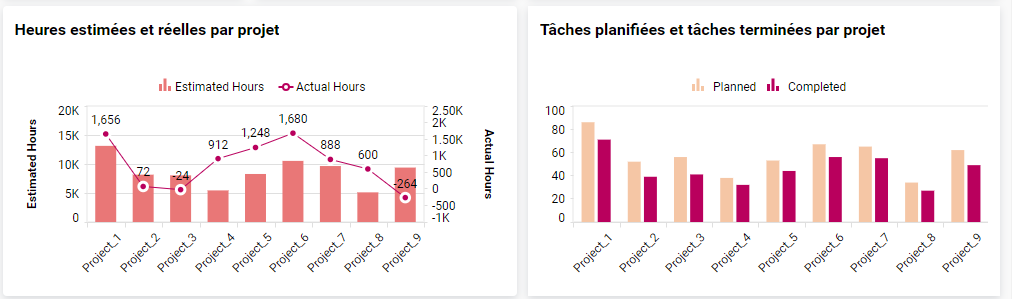 Heures estimées et réelles par projet
Estimated Hours Actual Hours
20K
15K
10K
5K
0
Estimated Hours
1,656
72
-24
912
1,248
1,680
888
600
-264
2.50K
2K
1.50K
1K
500
0
-500
-1K
Actual Hours
Project_1
Project_2
Project_3
Project_4
Project_5
Project_6
Project_7
Project_8
Project_9
Tâches planifiées et tâches terminées par projet
Planned Completed
100
80
60
40
20
0
Project_1
Project_2
Project_3
Project_4
Project_5
Project_6
Project_7
Project_8
Project_9